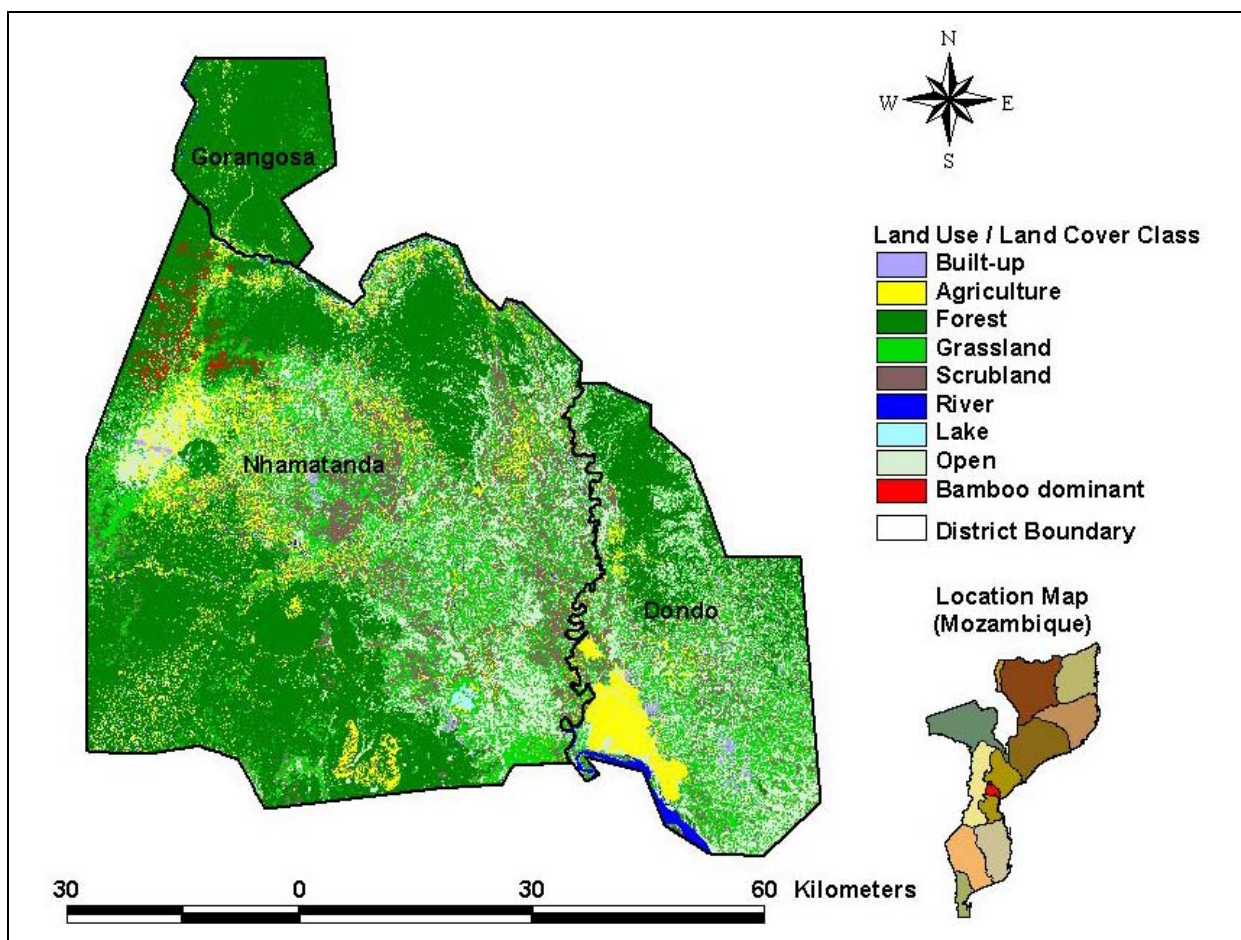 N
W E
S
Gorangosa
Nhamatanda
Dondo
Land Use / Land Cover Class
Built-up
Agriculture
Forest
Grassland
Scrubland
River
Lake
Open
Bamboo dominant
District Boundary
Location Map
(Mozambique)
30 0 30 60 Kilometers